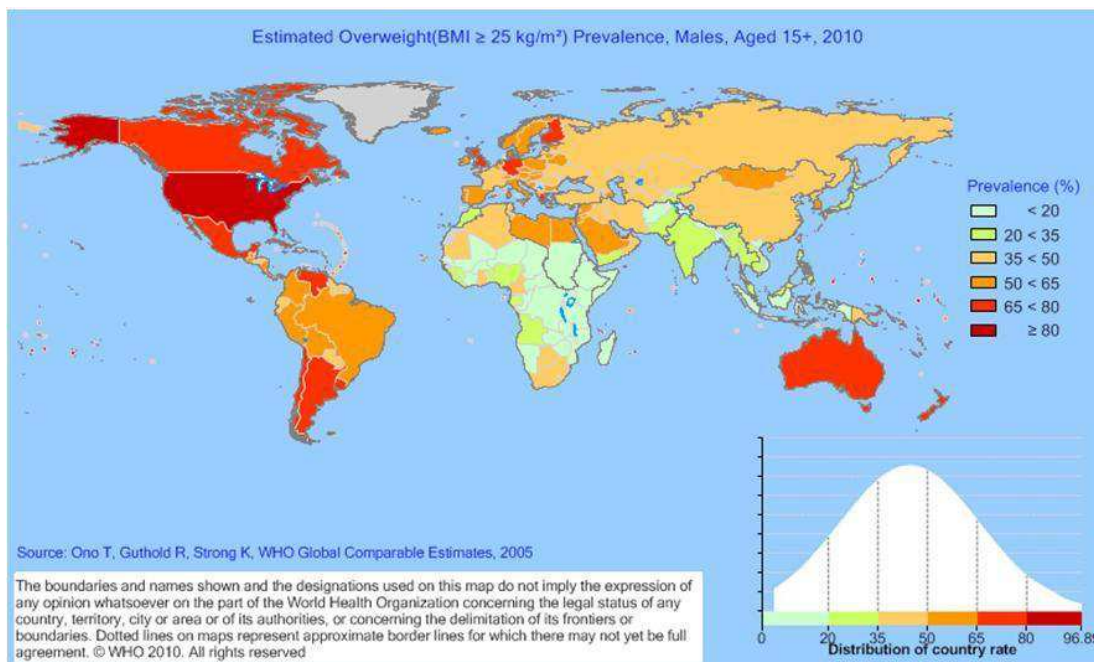 Estimated Overweight(BMI ≥ 25 kg/m²) Prevalence, Males, Aged 15+, 2010
Prevalence (%)
< 20
20 < 35
35 < 50
50 < 65
65 < 80
≥ 80
Source: Ono T, Guthold R, Strong K, WHO Global Comparable Estimates, 2005
The boundaries and names shown and the designations used on this map do not imply the expression of
any opinion whatsoever on the part of the World Health Organization concerning the legal status of any
country, territory, city or area or of its authorities, or concerning the delimitation of its frontiers or
boundaries. Dotted lines on maps represent approximate border lines for which there may not yet be full
agreement. © WHO 2010. All rights reserved
0 20 35 50 65 80 96.89
Distribution of country rate